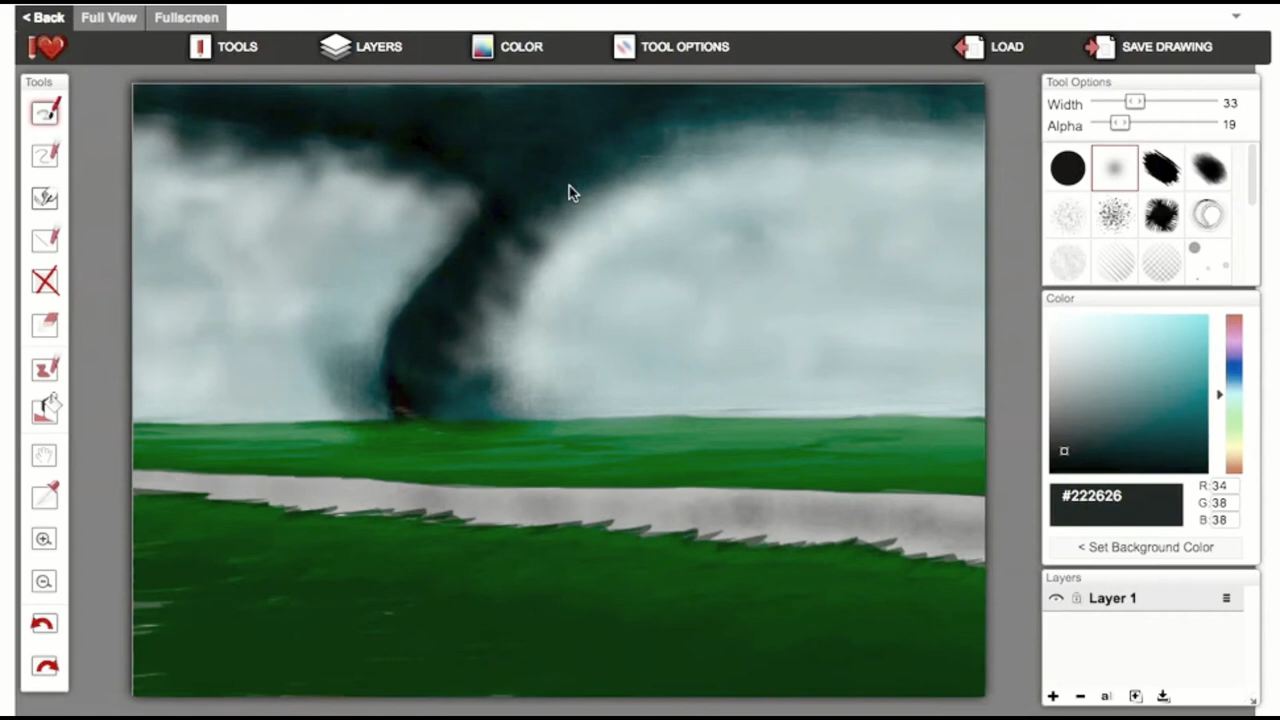 < Back Full View Fullscreen
TOOLS LAYERS COLOR TOOL OPTIONS LOAD SAVE DRAWING
Tools
Tool Options
Width 33
Alpha 19
Color
#222626
R: 34
G: 38
B: 38
< Set Background Color
Layers
Layer 1